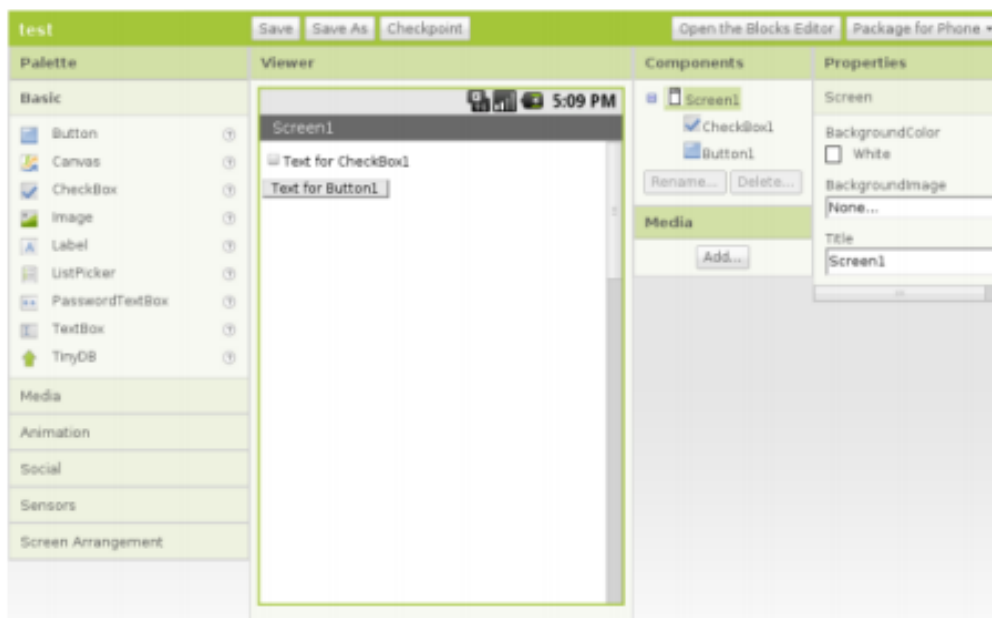 test
Save
Save As
Checkpoint
Open the Blocks Editor
Package for Phone
Palette
Viewer
Components
Properties
Basic
Button
Canvas
CheckBox
Image
Label
ListPicker
PasswordTextBox
TextBox
TinyDB
Media
Animation
Social
Sensors
Screen Arrangement
5:09 PM
Screen1
Text for CheckBox1
Text for Button1
Screen1
CheckBox1
Button1
Rename...
Delete...
Media
Add...
Screen
BackgroundColor
White
BackgroundImage
None...
Title
Screen1